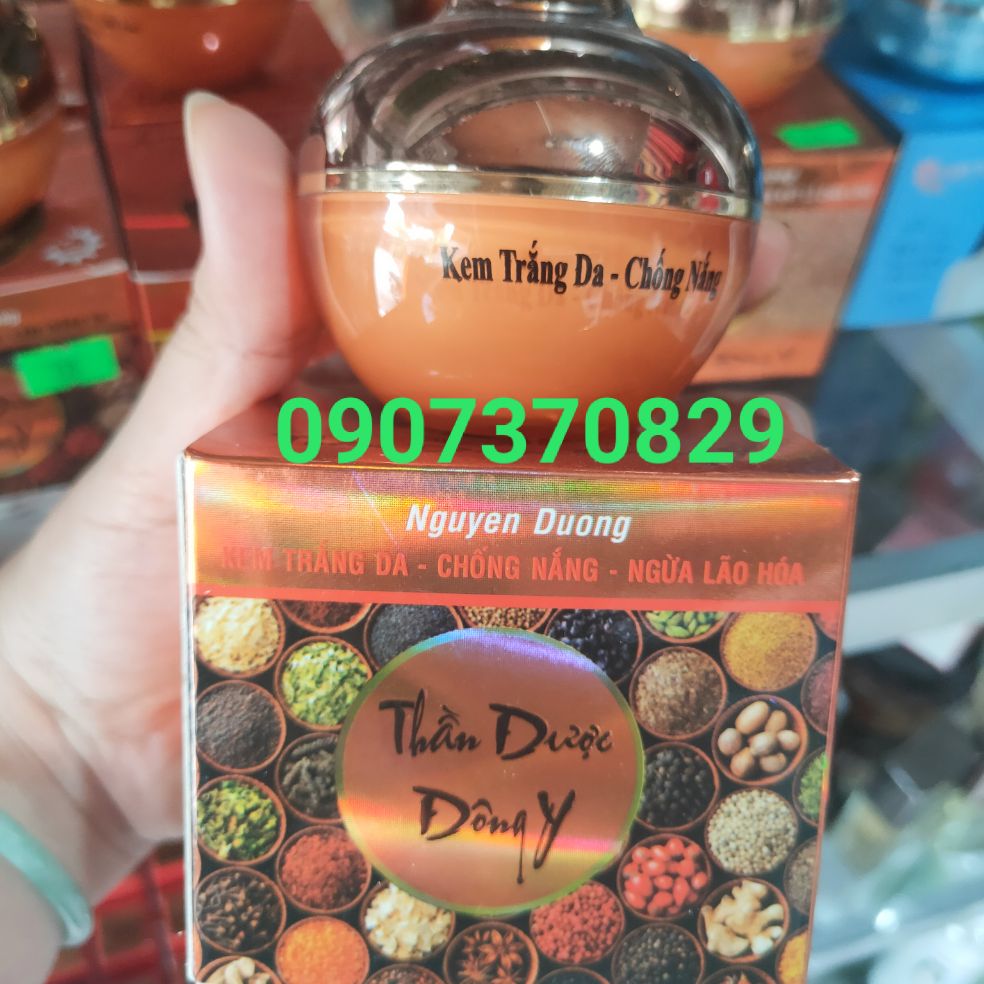 Kem Trắng Da - Chống Nắng
0907370829
Nguyen Duong
KEM TRẮNG DA - CHỐNG NẮNG - NGỪA LÃO HÓA
Thần Dược
Đông Y